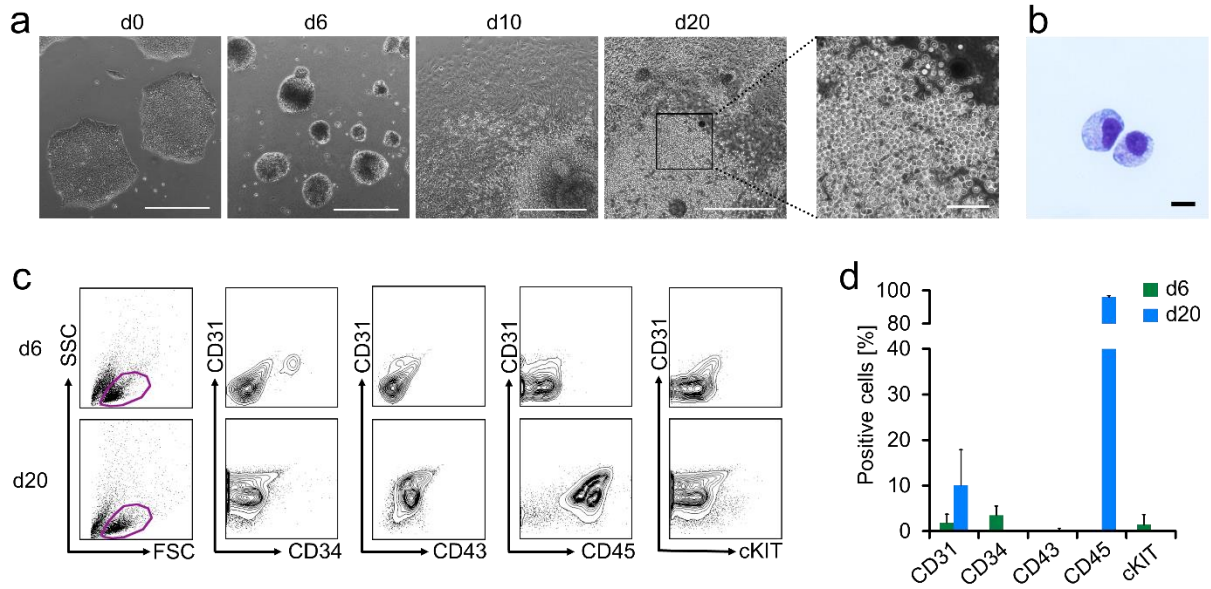 a
d0
d6
d10
d20
b
c
d6
d20
SSC
FSC
CD31
CD34
CD31
CD43
CD31
CD45
CD31
cKIT
d
Positive cells [%]
100
80
40
30
20
10
0
CD31
CD34
CD43
CD45
cKIT
d6
d20